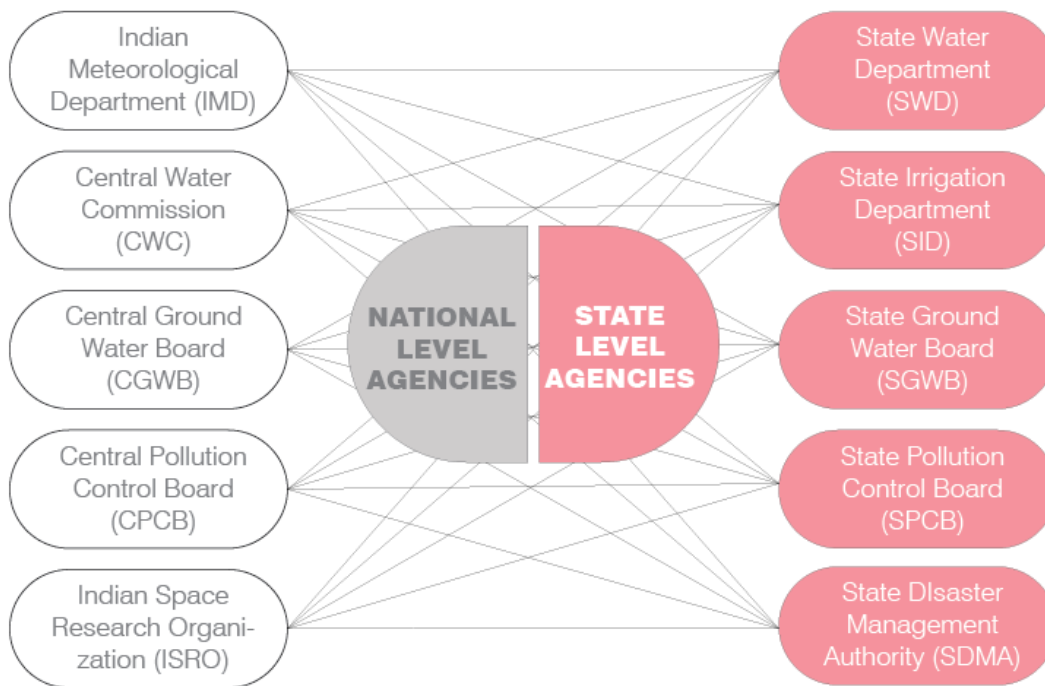 Indian
Meteorological
Department (IMD)
Central Water
Commission
(CWC)
Central Ground
Water Board
(CGWB)
Central Pollution
Control Board
(CPCB)
Indian Space
Research Organi-
zation (ISRO)
NATIONAL
LEVEL
AGENCIES
STATE
LEVEL
AGENCIES
State Water
Department
(SWD)
State Irrigation
Department
(SID)
State Ground
Water Board
(SGWB)
State Pollution
Control Board
(SPCB)
State DIsaster
Management
Authority (SDMA)